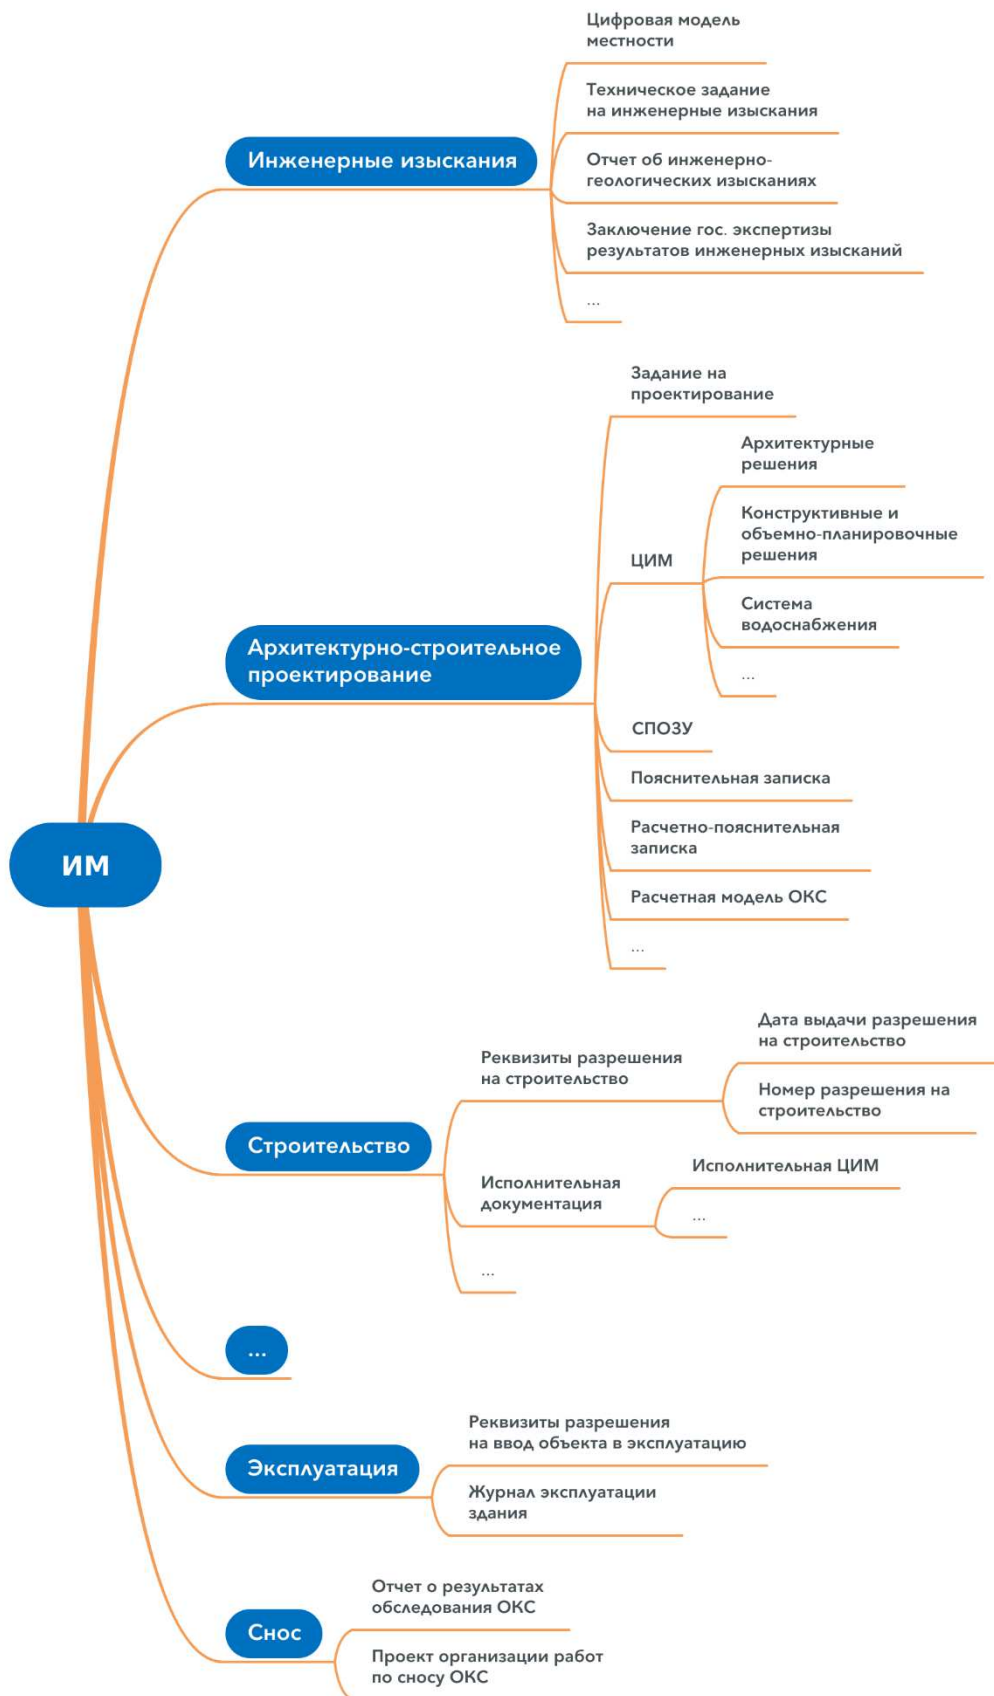 Цифровая модель
местности
Техническое задание
на инженерные изыскания
Инженерные изыскания
Отчет об инженерно-
геологических изысканиях
Заключение гос. экспертизы
результатов инженерных изысканий
...
Задание на
проектирование
Архитектурные
решения
Конструктивные и
объемно-планировочные
решения
ЦИМ
Система
водоснабжения
...
Архитектурно-строительное
проектирование
СПОЗУ
Пояснительная записка
Расчетно-пояснительная
записка
Расчетная модель ОКС
...
ИМ
Дата выдачи разрешения
на строительство
Реквизиты разрешения
на строительство
Номер разрешения на
строительство
Строительство
Исполнительная ЦИМ
Исполнительная
документация
...
...
...
Реквизиты разрешения
на ввод объекта в эксплуатацию
Эксплуатация
Журнал эксплуатации
здания
Отчет о результатах
обследования ОКС
Снос
Проект организации работ
по сносу ОКС